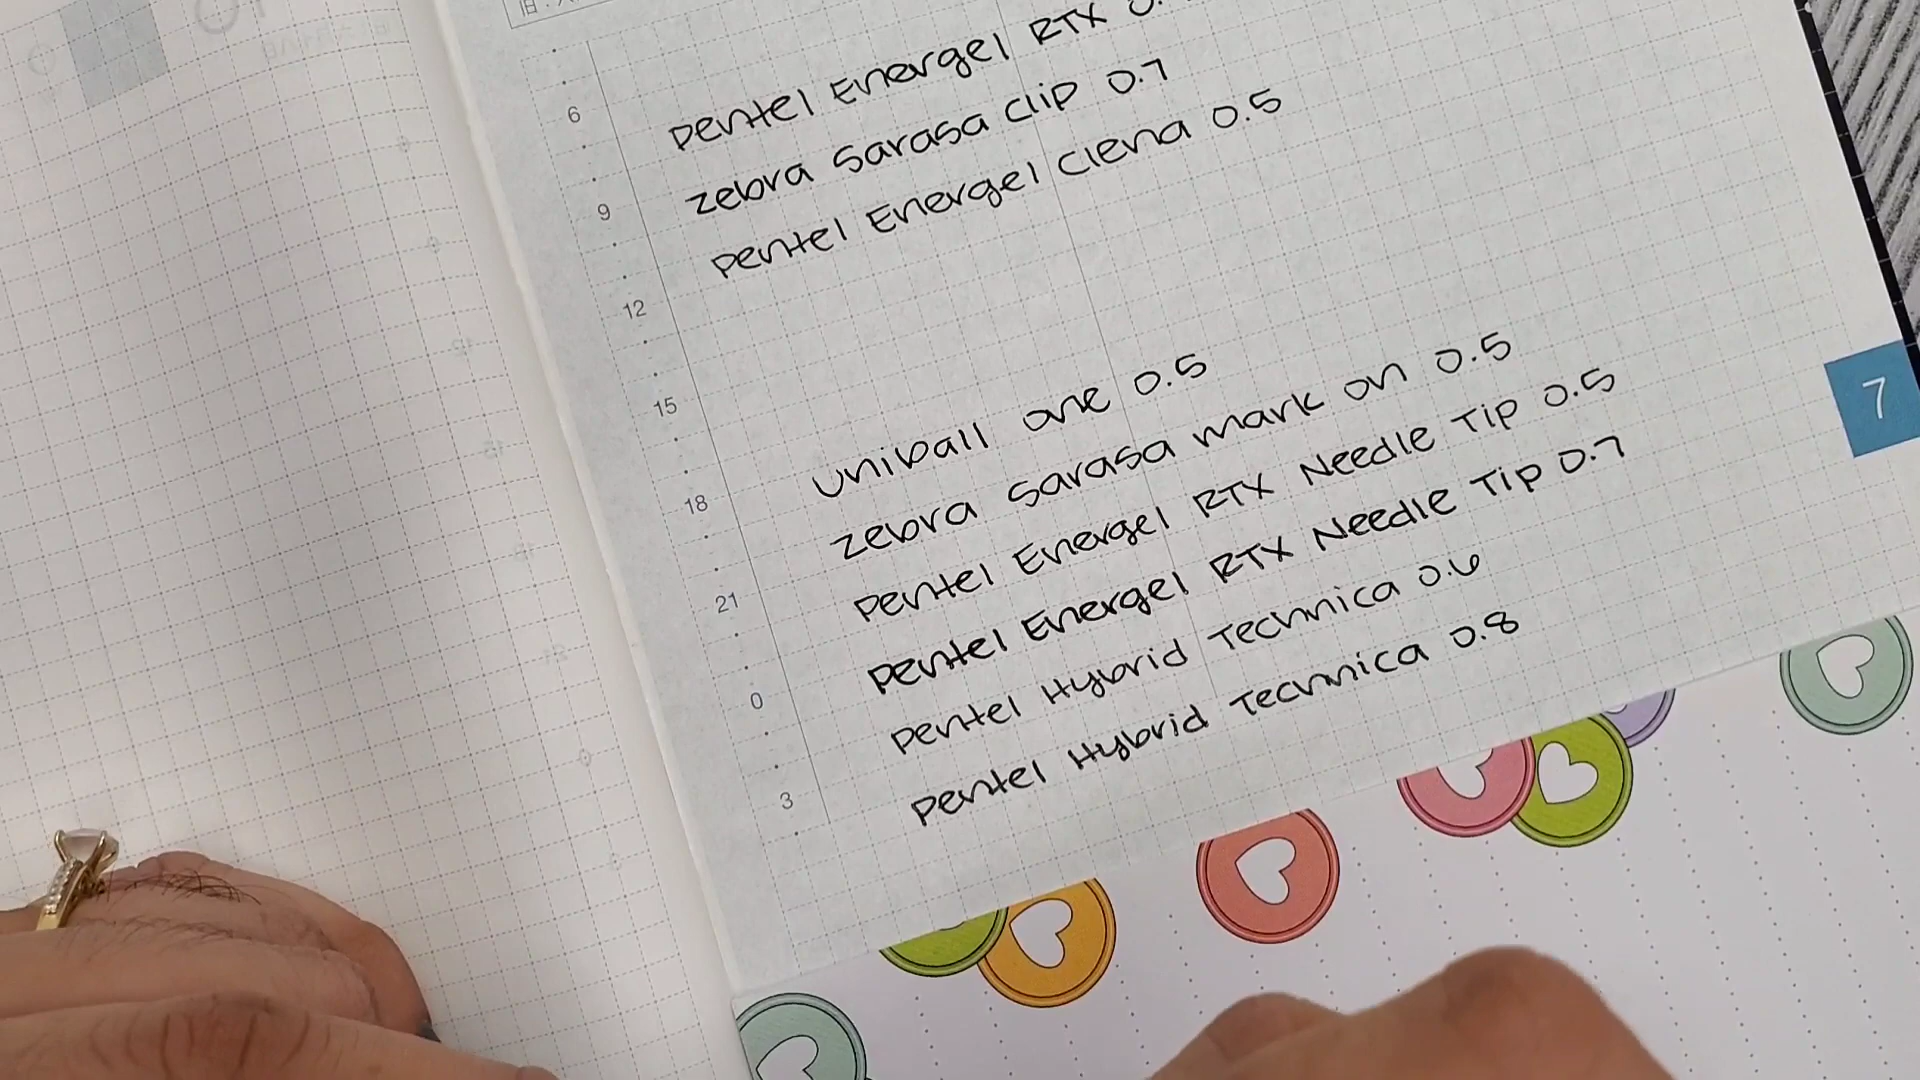 Pentel Energel RTX
6
zebra Sarasa Clip 0.7
9
Pentel Energel Clena 0.5
12
15
Uniball one 0.5
18
zebra Sarasa mark on 0.5
7
21
Pentel Energel RTX Needle Tip 0.5
Pentel Energel RTX Needle Tip 0.7
0
Pentel Hybrid Technica 0.6
3
Pentel Hybrid Technica 0.8